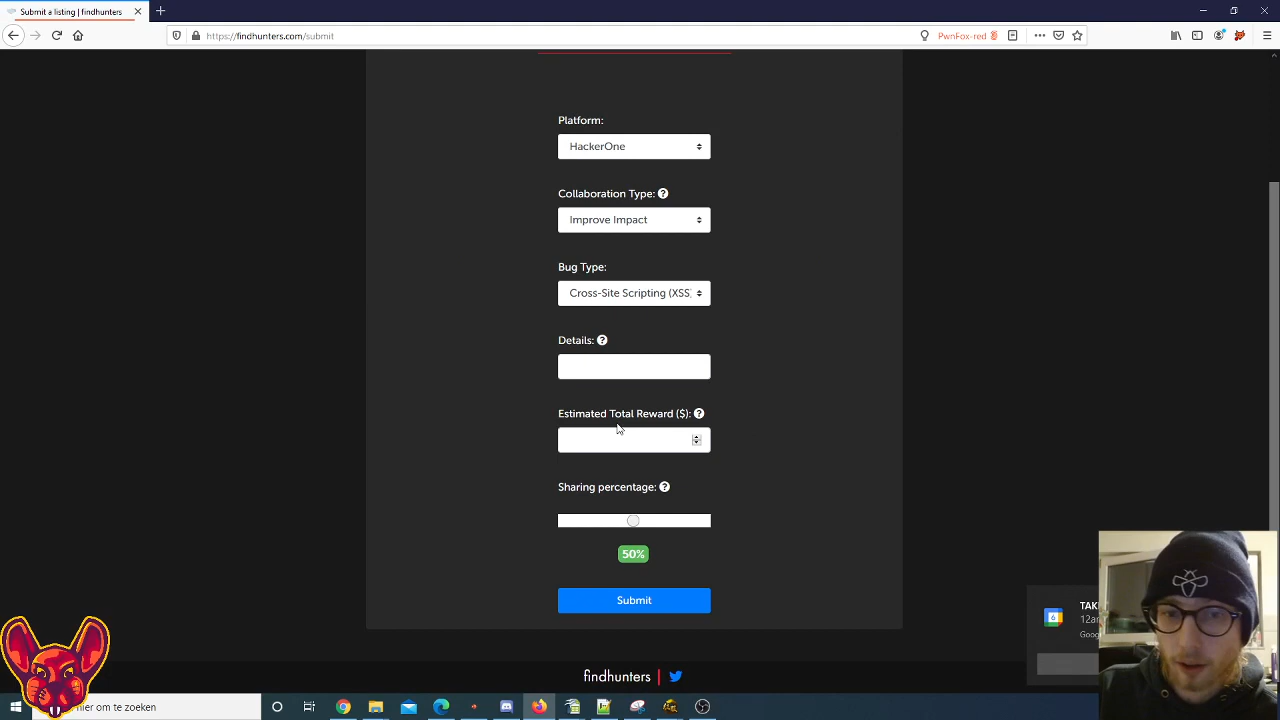 Submit a listing | findhunters
https://findhunters.com/submit
PwnFox-red
Platform:
HackerOne
Collaboration Type:
Improve Impact
Bug Type:
Cross-Site Scripting (XSS)
Details:
Estimated Total Reward ($):
Sharing percentage:
50%
Submit
findhunters
hier om te zoeken